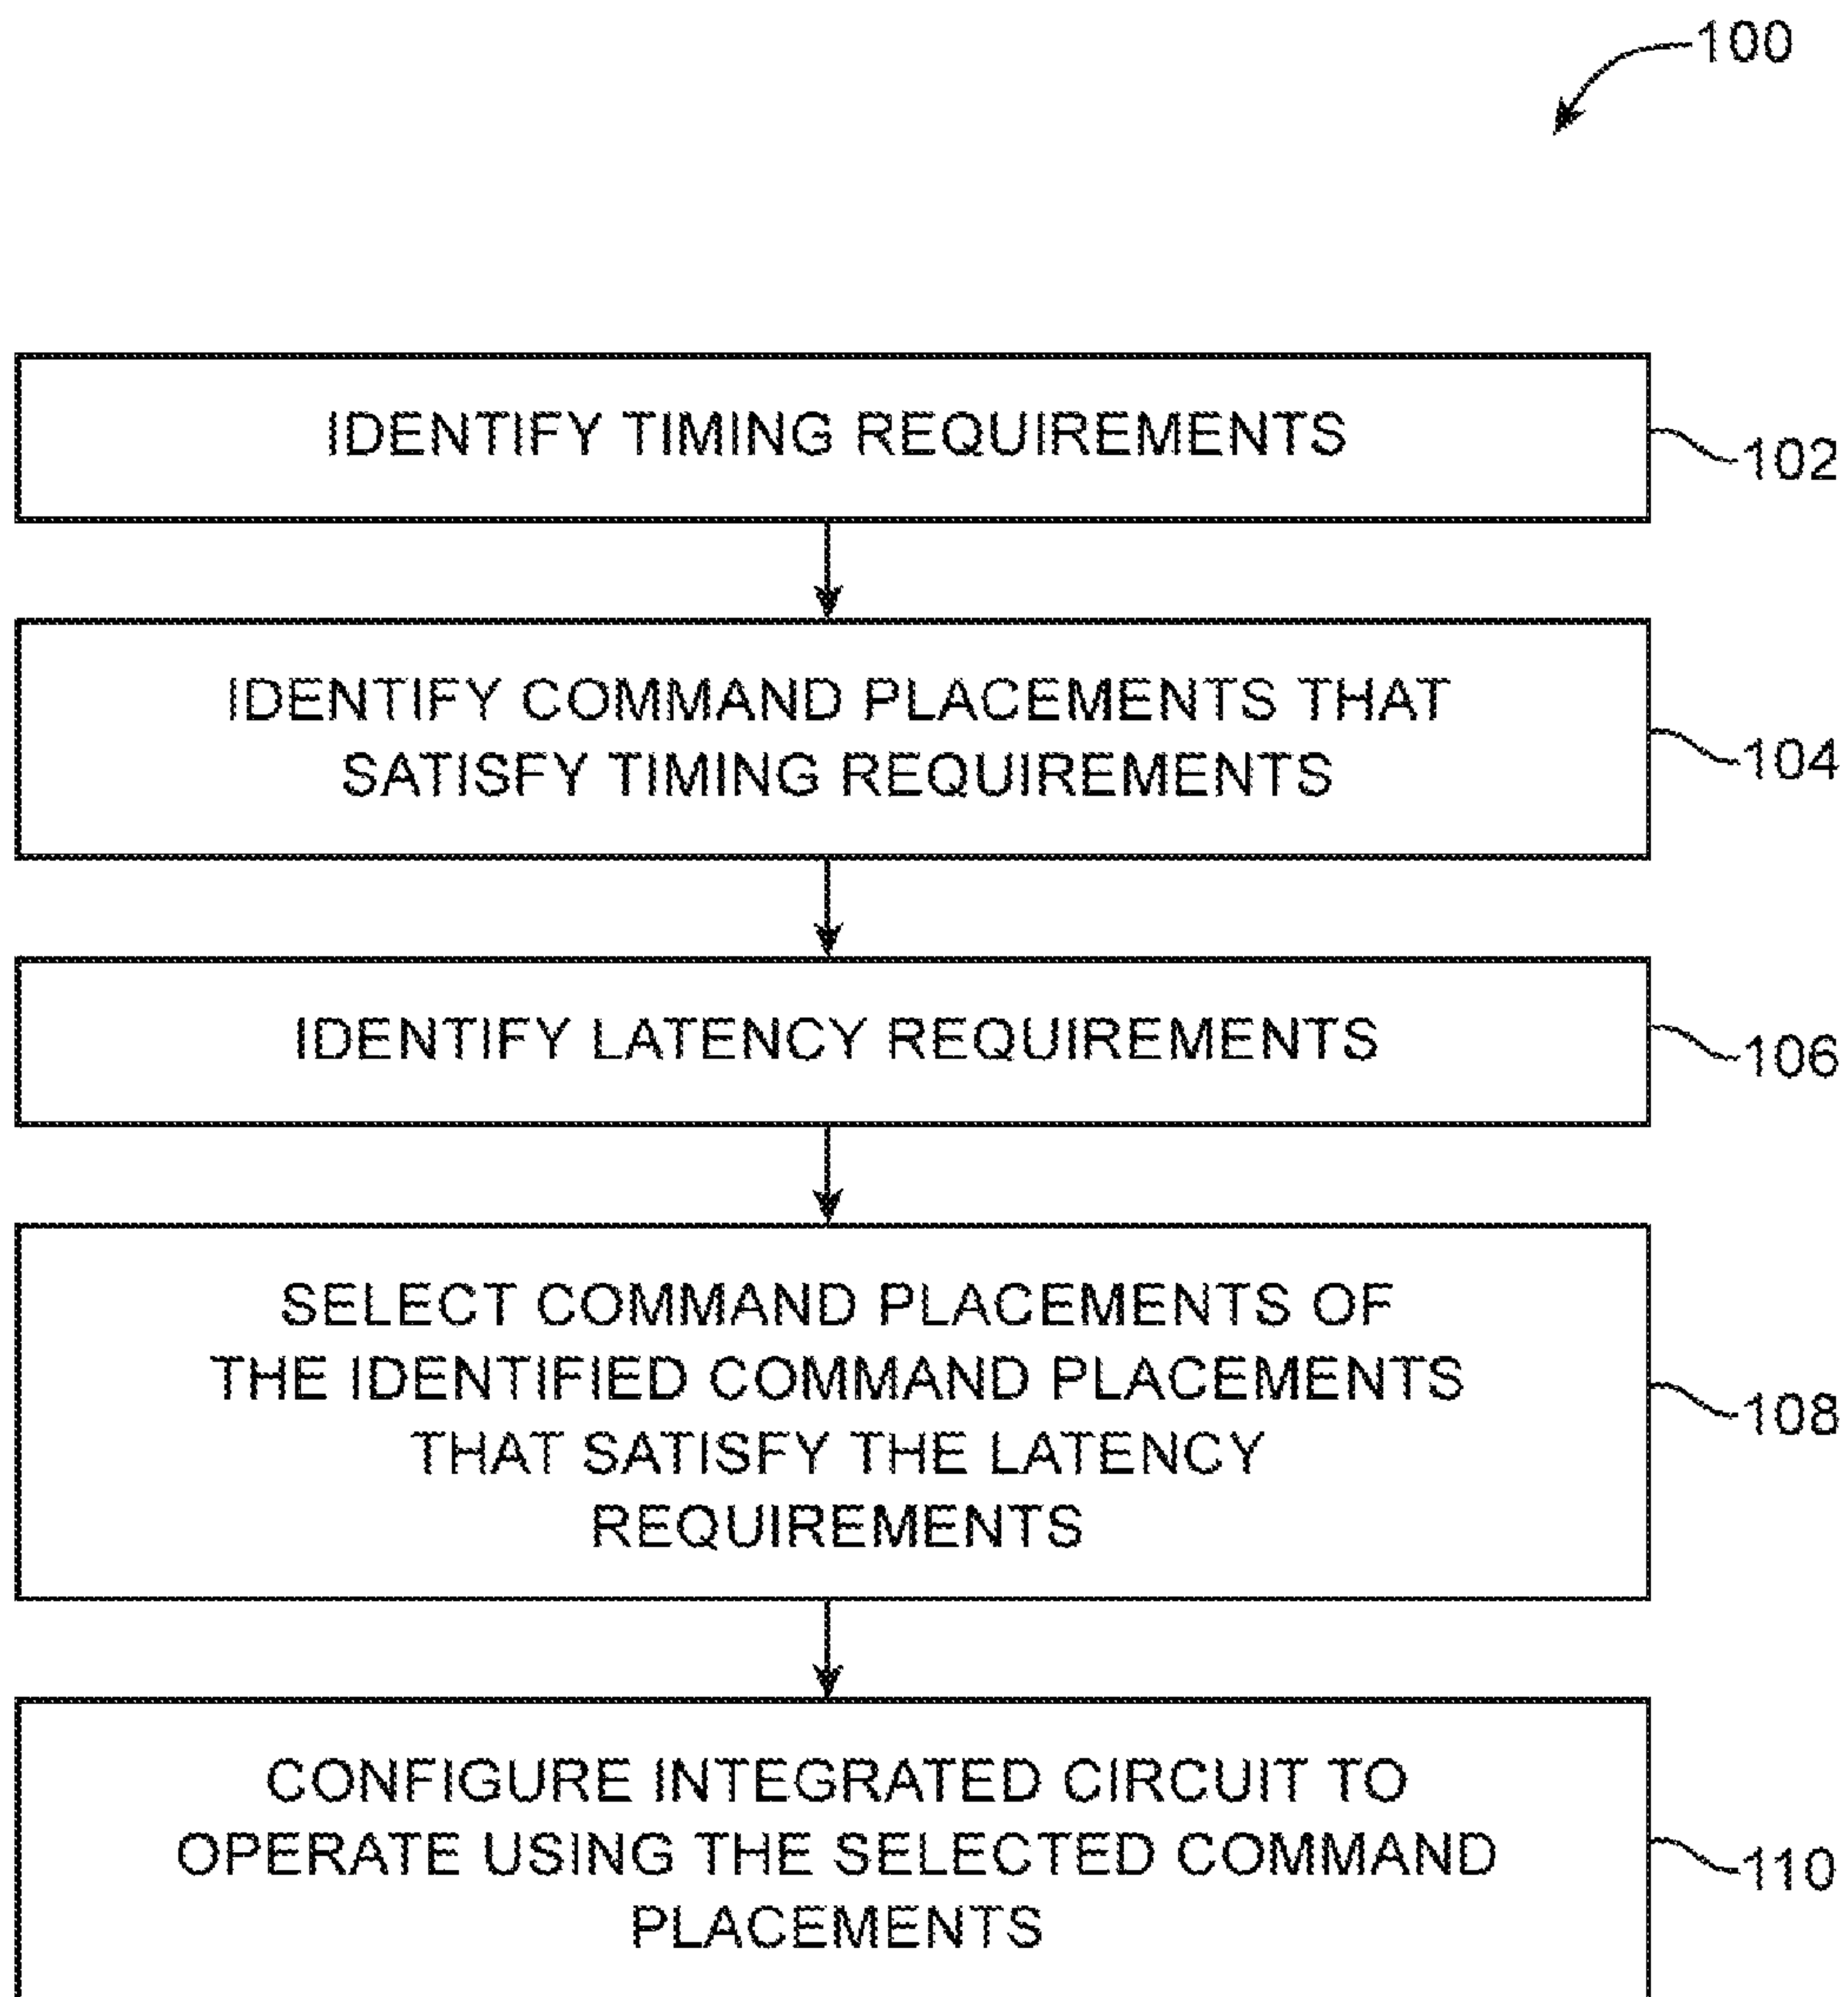 100
IDENTIFY TIMING REQUIREMENTS
102
IDENTIFY COMMAND PLACEMENTS THAT
SATISFY TIMING REQUIREMENTS
104
IDENTIFY LATENCY REQUIREMENTS
106
SELECT COMMAND PLACEMENTS OF
THE IDENTIFIED COMMAND PLACEMENTS
THAT SATISFY THE LATENCY
REQUIREMENTS
108
CONFIGURE INTEGRATED CIRCUIT TO
OPERATE USING THE SELECTED COMMAND
PLACEMENTS
110